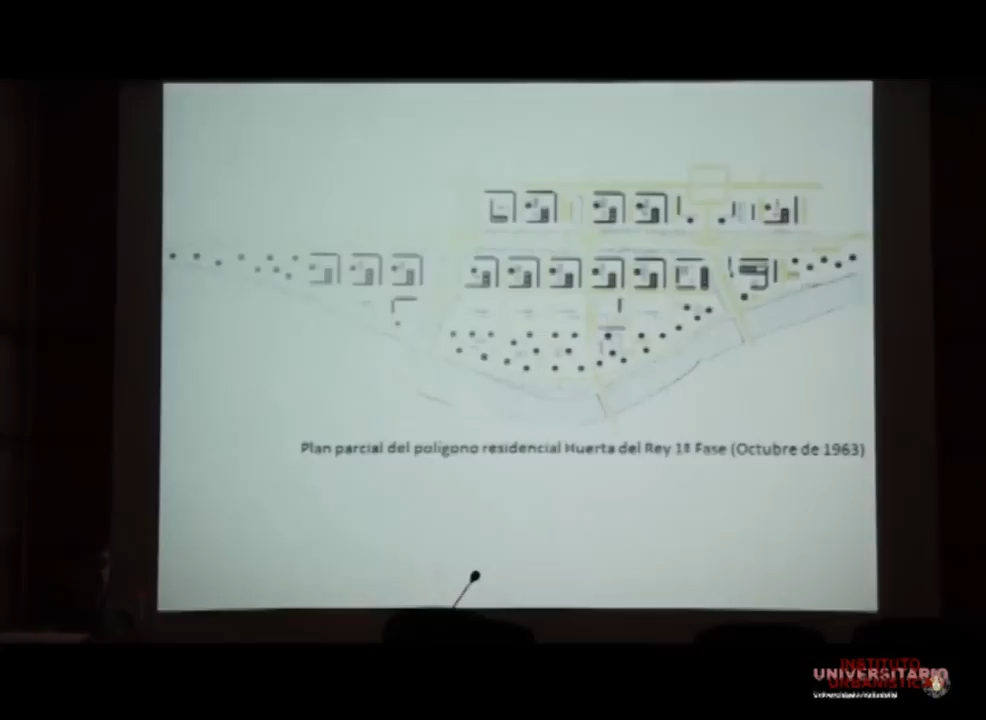 Plan parcial del polígono residencial Huerta del Rey 1ª Fase (Octubre de 1963)
INSTITUTO
UNIVERSITARIO
URBANÍSTICA